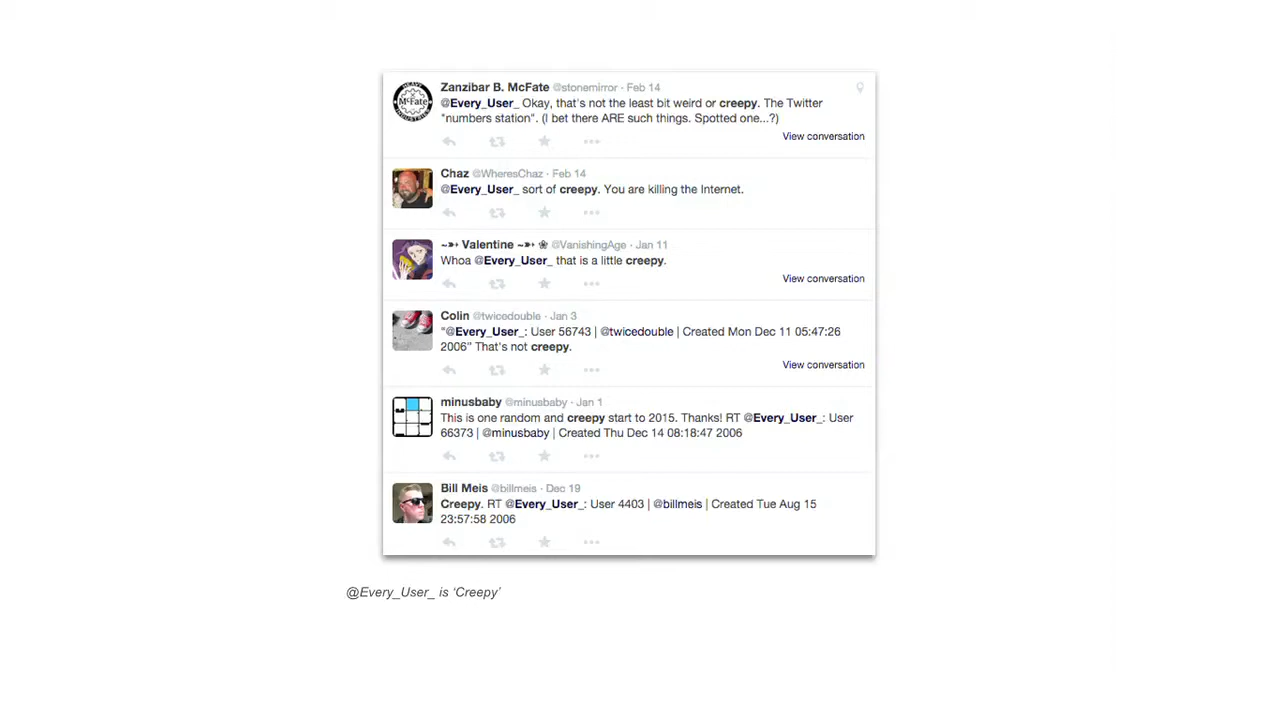 Zanzibar B. McFate @stonemirror · Feb 14
@Every_User_ Okay, that's not the least bit weird or creepy. The Twitter
"numbers station". (I bet there ARE such things. Spotted one...?)
View conversation
McFate
Chaz @WheresChaz · Feb 14
@Every_User_ sort of creepy. You are killing the Internet.
~➳ Valentine ~➳ ❀ @VanishingAge · Jan 11
Whoa @Every_User_ that is a little creepy.
View conversation
Colin @twicedouble · Jan 3
"@Every_User_: User 56743 | @twicedouble | Created Mon Dec 11 05:47:26
2006" That's not creepy.
View conversation
minusbaby @minusbaby · Jan 1
This is one random and creepy start to 2015. Thanks! RT @Every_User_: User
66373 | @minusbaby | Created Thu Dec 14 08:18:47 2006
Bill Meis @billmeis · Dec 19
Creepy. RT @Every_User_: User 4403 | @billmeis | Created Tue Aug 15
23:57:58 2006
@Every_User_ is ‘Creepy’